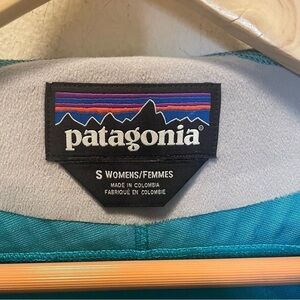 patagonia®
S WOMENS/FEMMES
MADE IN COLOMBIA
FABRIQUÉ EN COLOMBIE